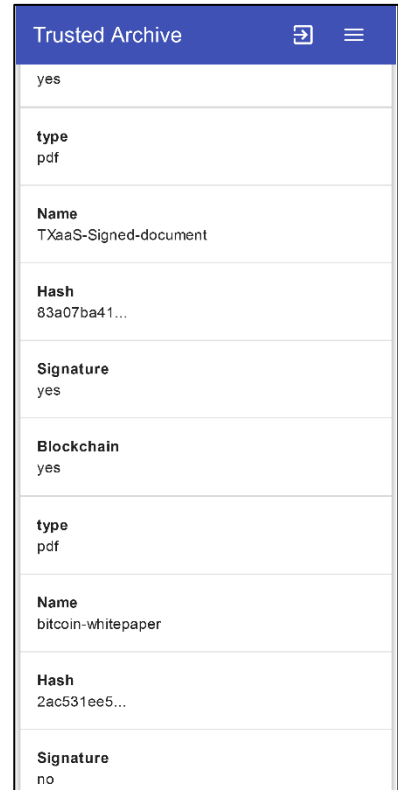 Trusted Archive
yes
type
pdf
Name
TXaaS-Signed-document
Hash
83a07ba41...
Signature
yes
Blockchain
yes
type
pdf
Name
bitcoin-whitepaper
Hash
2ac531ee5...
Signature
no